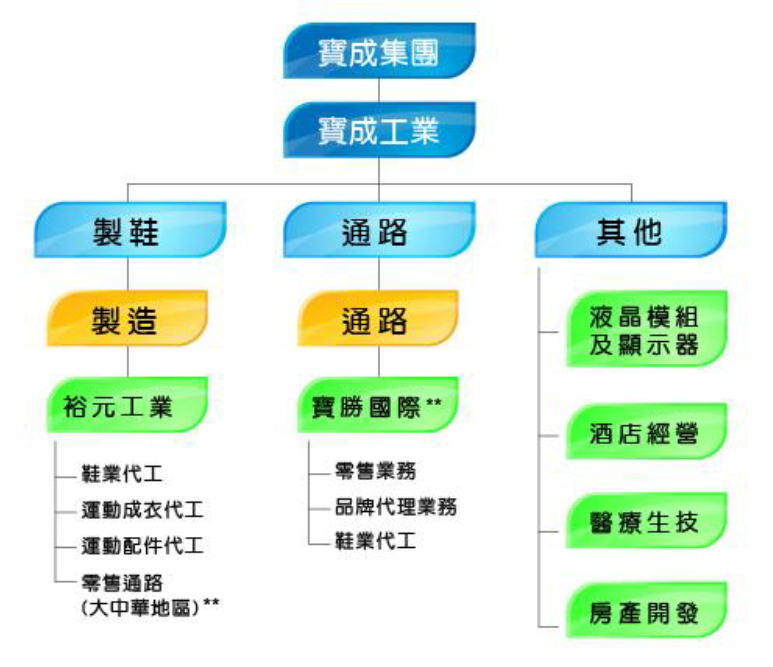 寶成集團
寶成工業
製鞋
通路
其他
製造
通路
液晶模組
及顯示器
裕元工業
寶勝國際**
酒店經營
鞋業代工
運動成衣代工
運動配件代工
零售通路
(大中華地區)**
零售業務
品牌代理業務
鞋業代工
醫療生技
房產開發